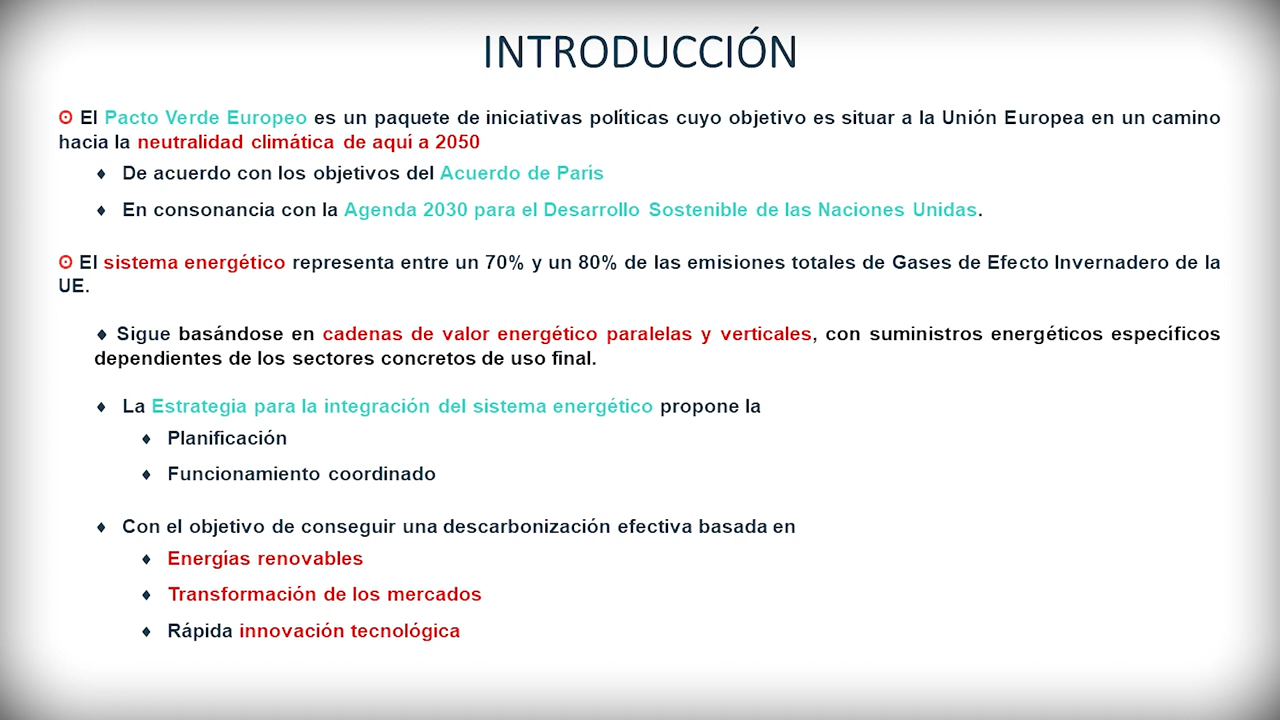 INTRODUCCIÓN
⊙ El Pacto Verde Europeo es un paquete de iniciativas políticas cuyo objetivo es situar a la Unión Europea en un camino
hacia la neutralidad climática de aquí a 2050
♦ De acuerdo con los objetivos del Acuerdo de París
♦ En consonancia con la Agenda 2030 para el Desarrollo Sostenible de las Naciones Unidas.
⊙ El sistema energético representa entre un 70% y un 80% de las emisiones totales de Gases de Efecto Invernadero de la
UE.
♦ Sigue basándose en cadenas de valor energético paralelas y verticales, con suministros energéticos específicos
dependientes de los sectores concretos de uso final.
♦ La Estrategia para la integración del sistema energético propone la
♦ Planificación
♦ Funcionamiento coordinado
♦ Con el objetivo de conseguir una descarbonización efectiva basada en
♦ Energías renovables
♦ Transformación de los mercados
♦ Rápida innovación tecnológica